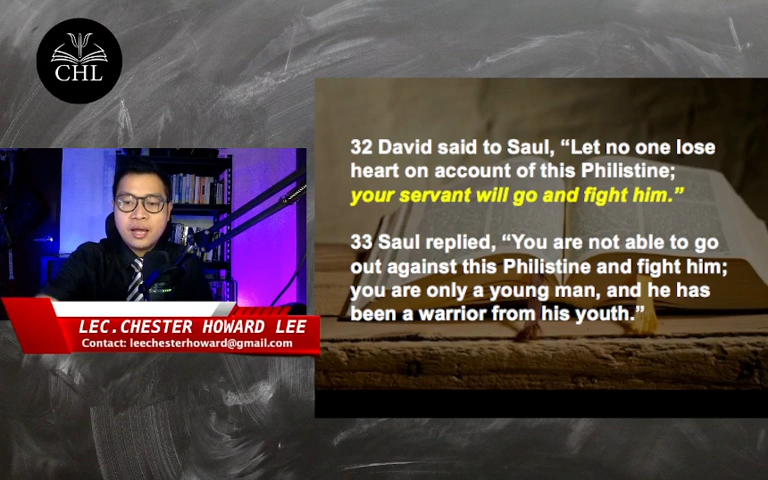 CHL
32 David said to Saul, “Let no one lose
heart on account of this Philistine;
your servant will go and fight him.”
33 Saul replied, “You are not able to go
out against this Philistine and fight him;
you are only a young man, and he has
been a warrior from his youth.”
LEC.CHESTER HOWARD LEE
Contact: leechesterhoward@gmail.com